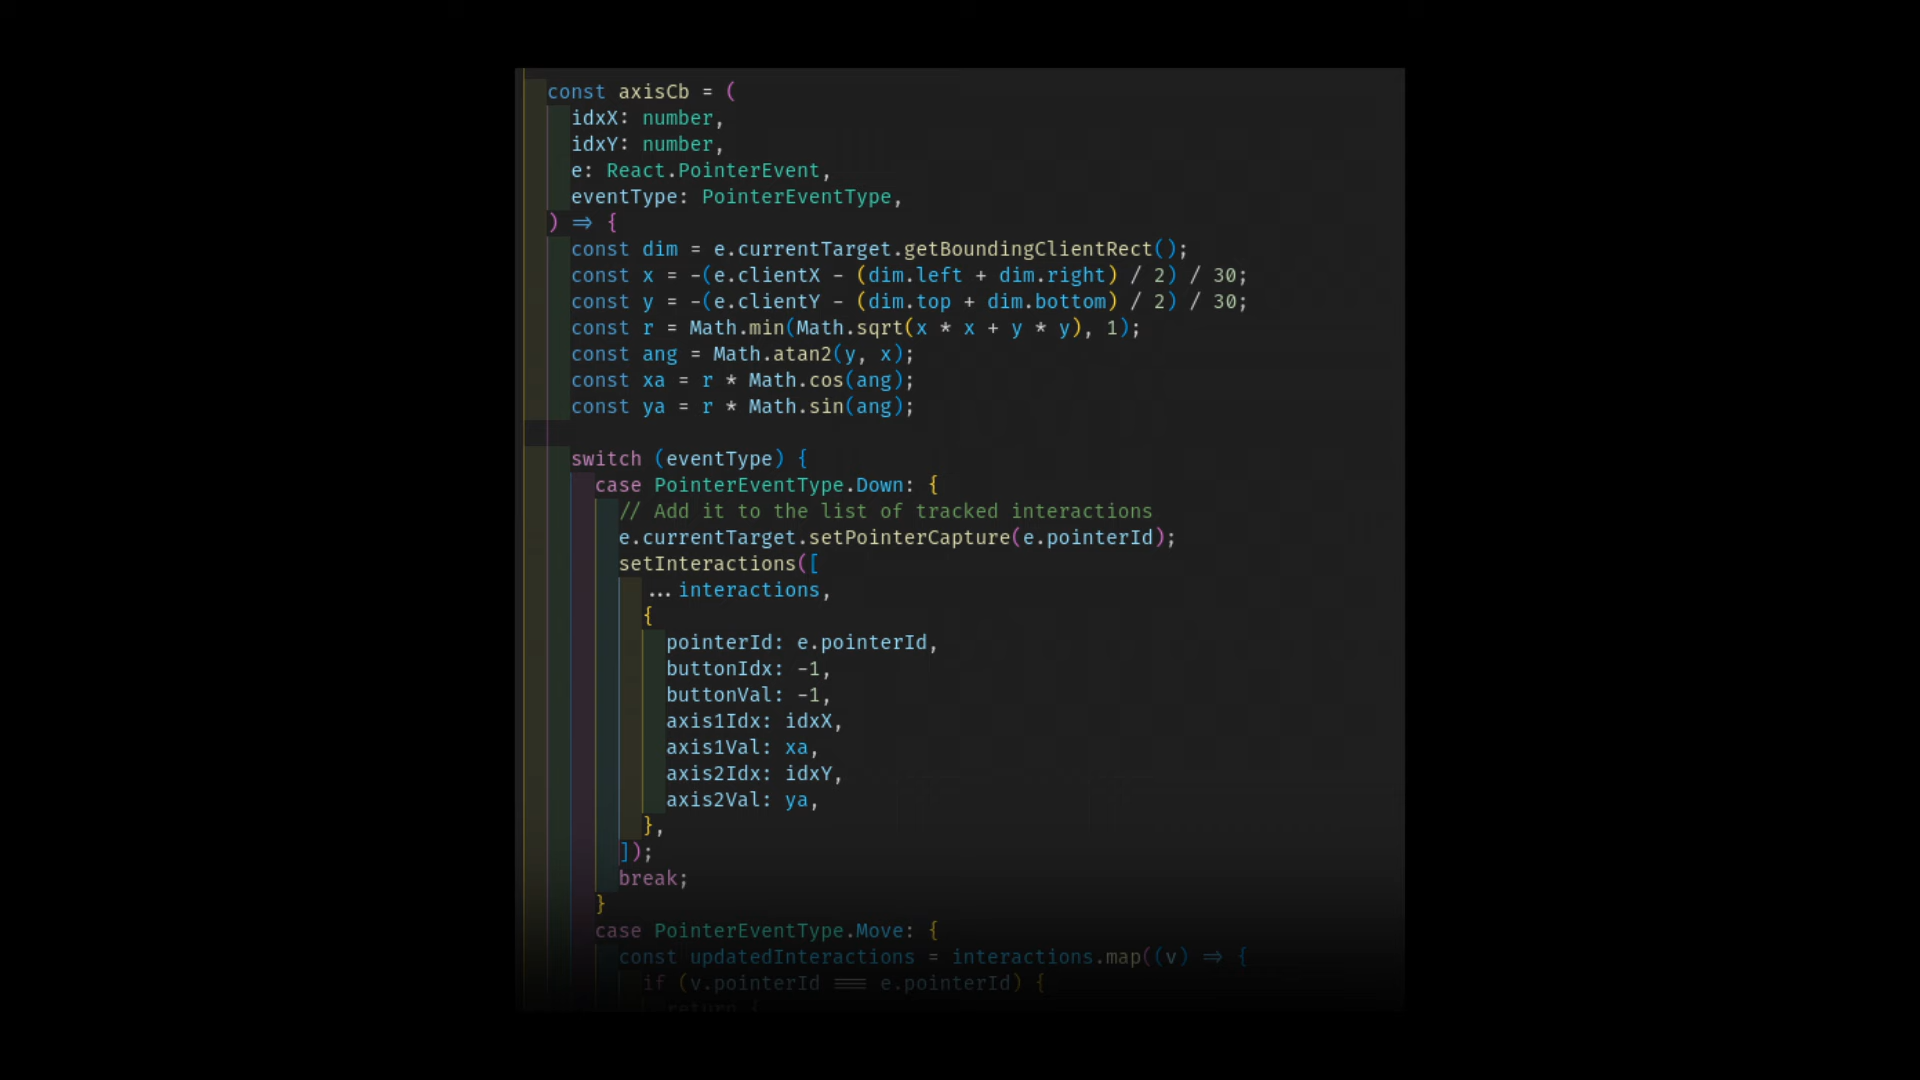 const axisCb = (
idxX: number,
idxY: number,
e: React.PointerEvent,
eventType: PointerEventType,
) => {
const dim = e.currentTarget.getBoundingClientRect();
const x = -(e.clientX - (dim.left + dim.right) / 2) / 30;
const y = -(e.clientY - (dim.top + dim.bottom) / 2) / 30;
const r = Math.min(Math.sqrt(x * x + y * y), 1);
const ang = Math.atan2(y, x);
const xa = r * Math.cos(ang);
const ya = r * Math.sin(ang);
switch (eventType) {
case PointerEventType.Down: {
// Add it to the list of tracked interactions
e.currentTarget.setPointerCapture(e.pointerId);
setInteractions([
...interactions,
{
pointerId: e.pointerId,
buttonIdx: -1,
buttonVal: -1,
axis1Idx: idxX,
axis1Val: xa,
axis2Idx: idxY,
axis2Val: ya,
},
]);
break;
}
case PointerEventType.Move: {
const updatedInteractions = interactions.map((v) => {
if (v.pointerId === e.pointerId) {
return {